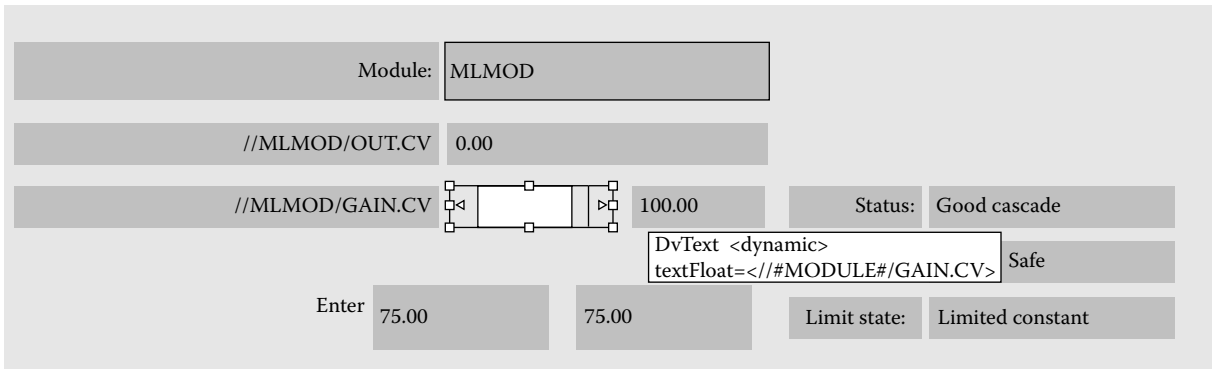 Module: MLMOD
//MLMOD/OUT.CV 0.00
//MLMOD/GAIN.CV 100.00 Status: Good cascade
DvText <dynamic>
textFloat=<//#MODULE#/GAIN.CV> Safe
Enter 75.00 75.00 Limit state: Limited constant